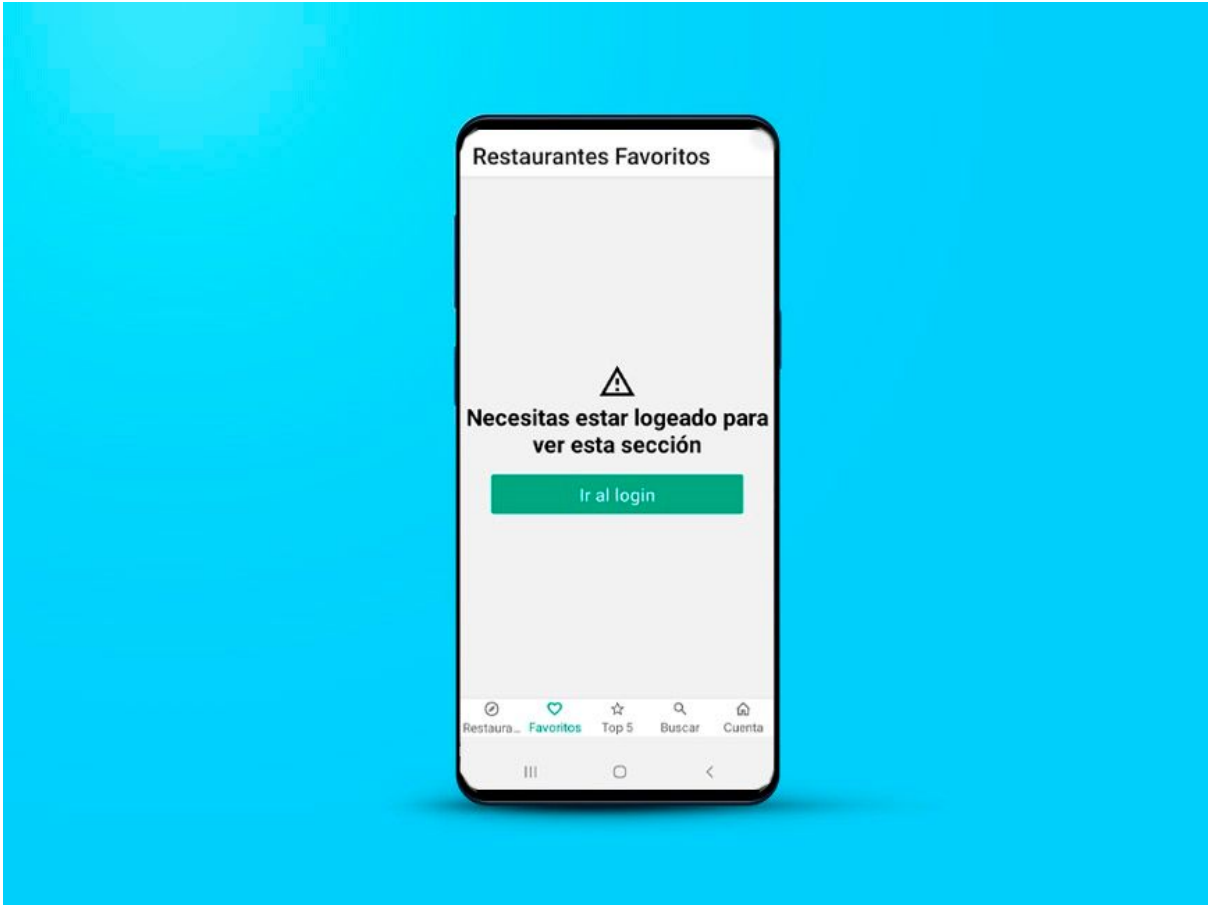 Restaurantes Favoritos
Necesitas estar logeado para
ver esta sección
Ir al login
Restaura... Favoritos Top 5 Buscar Cuenta